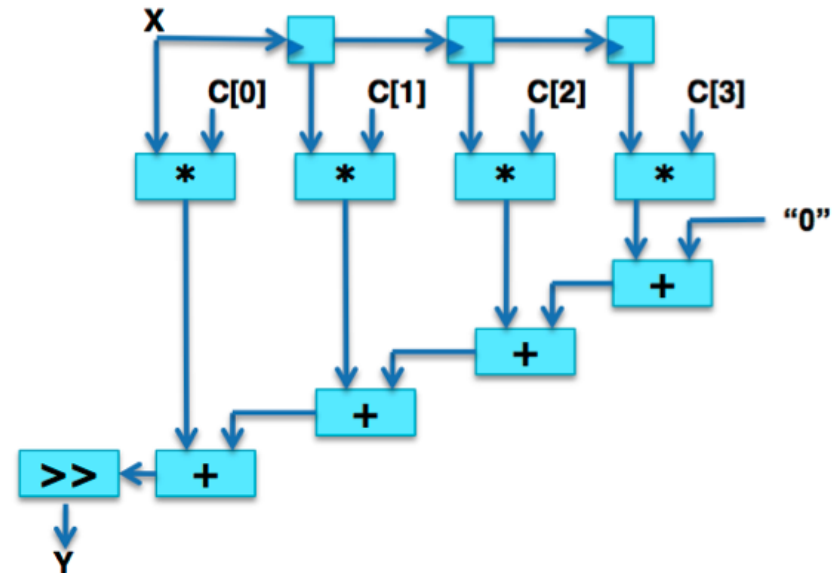 X
C[0] C[1] C[2] C[3]
* * * *
“0”
+
+
+
>> +
Y